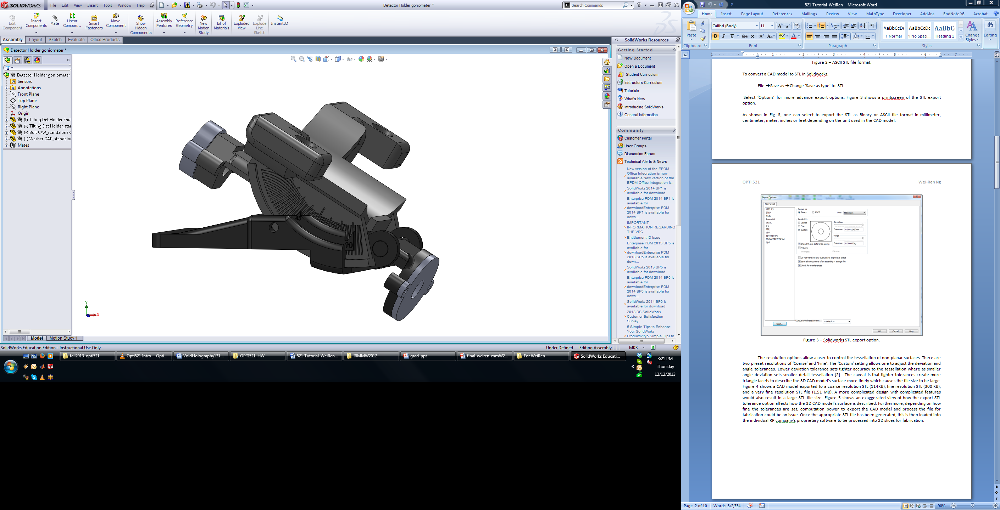 SOLIDWORKS
File Edit View Insert Tools Window Help
Detector Holder goniometer *
Search Commands
Edit Component
Insert Components
Mate
Linear Compon...
Smart Fasteners
Move Component
Show Hidden Components
Assembly Features
Reference Geometry
New Motion Study
Bill of Materials
Exploded View
Explode Line Sketch
Instant3D
Assembly Layout Sketch Evaluate Office Products
Detector Holder goniometer *
Detector Holder goniometer
Sensors
Annotations
Front Plane
Top Plane
Right Plane
Origin
(f) Tilting Det Holder 2nd
(-) Tilting Det Holder_star
(-) Bolt CAP_standalone<
(-) Washer CAP_standalor
Mates
45
90
Y
X
Model Motion Study 1
SolidWorks Education Edition - Instructional Use Only
Under Defined Editing Assembly MKS
SolidWorks Resources
Getting Started
New Document
Open a Document
Student Curriculum
Instructors Curriculum
Tutorials
What's New
Introducing SolidWorks
General Information
Community
Customer Portal
User Groups
Discussion Forum
Technical Alerts & News
New version of the EPDM
Office Integration is now
available!New version of the
EPDM Office Integration is...
SolidWorks 2014 SP1 is
available for download
Enterprise PDM 2014 SP1 is
available for
downloadEnterprise PDM
2014 SP1 is available for
down...
IMPORTANT
INFORMATION REGARDING
THE VRC
Entitlement ID Issue
Enterprise PDM 2013 SP5 is
available for
downloadEnterprise PDM
2013 SP5 is available for
down...
SolidWorks 2013 SP5 is
available for download
Enterprise PDM 2014 SP0 is
available for
downloadEnterprise PDM
2014 SP0 is available for
down...
SolidWorks 2014 SP0 is
available for download
2013 DS SolidWorks
Customer Satisfaction
Survey
5 Simple Tips to Enhance
Your SolidWorks
Productivity5 Simple Tips to
fall2013_opti521
Opti521 Intro - Opti...
VoidHolography131...
OPTI521_HW
521 Tutorial_WeiRen...
IRMMW2012
grad_ppt
final_weiren_mmW2...
For WeiRen
SolidWorks Educati...
3:21 PM
Thursday
12/12/2013
521 Tutorial_WeiRen - Microsoft Word
Home Insert Page Layout References Mailings Review View MathType Developer Add-Ins EndNote X6 Acrobat
Paste
Calibri (Body) 11
AaBbCcDc AaBbCcDc AaBbC
¶ Normal ¶ No Spaci... Heading 1
Change Styles
Editing
Clipboard Font Paragraph Styles
1 1 2 3 4 5 6 7
Figure 2 – ASCII STL file format.
To convert a CAD model to STL in Solidworks,
File →Save as →Change ‘Save as type’ to .STL
Select ‘Options’ for more advance export options. Figure 3 shows a printscreen of the STL export
option.
As shown in Fig. 3, one can select to export the STL as Binary or ASCII file format in millimeter,
centimeter, meter, inches or feet depending on the unit used in the CAD model.
OPTI 521 Wei-Ren Ng
Export Options
File Format
IGES 5.3
STEP
ACIS
Parasolid
VRML
IFC
STL
VDA
TIF/PSD/JPG
EDRW/EPRT/EASM
PDF
Output as
Binary ASCII Unit: Millimeters
Resolution
Coarse
Fine
Custom
Deviation
Tolerance: 0.00812467mm
Angle
Tolerance: 0.50000deg
Show STL info before file saving
Preview
Triangles: File size:
Do not translate STL output data to positive space
Save all components of an assembly in a single file
Check for interferences
Output coordinate system: -- default --
Reset...
OK Cancel Help
Figure 3 – Solidworks STL export option.
The resolution options allow a user to control the tessellation of non-planar surfaces. There are
two preset resolutions of ‘Coarse’ and ‘Fine’. The ‘Custom’ setting allows one to adjust the deviation and
angle tolerances. Lower deviation tolerance sets tighter accuracy to the tessellation where as smaller
angle deviation sets smaller detail tessellation [2]. The caveat is that tighter tolerances create more
triangle facets to describe the 3D CAD model’s surface more finely which causes the file size to be large.
Figure 4 shows a CAD model exported to a coarse resolution STL (114KB), fine resolution STL (300 KB),
and a very fine resolution STL file (1.51 MB). A more complicated design with complicated features
would also result in a large STL file size. Figure 5 shows an exaggerated view of how the export STL
tolerance option affects how the 3D CAD model’s surface is described. Furthermore, depending on how
fine the tolerances are set, computation power to export the CAD model and process the file for
fabrication could be an issue. Once the appropriate STL file has been generated, this is then loaded into
the individual RP company’s proprietary software to be processed into 2D slices for fabrication.
Page: 2 of 10 Words: 3/2,334 90%